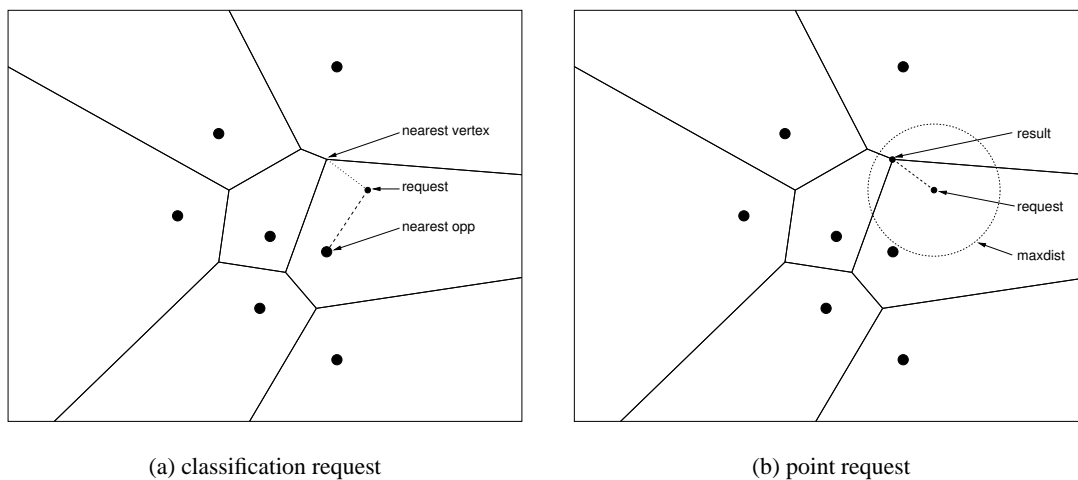 nearest vertex
request
nearest opp
(a) classification request
result
request
maxdist
(b) point request